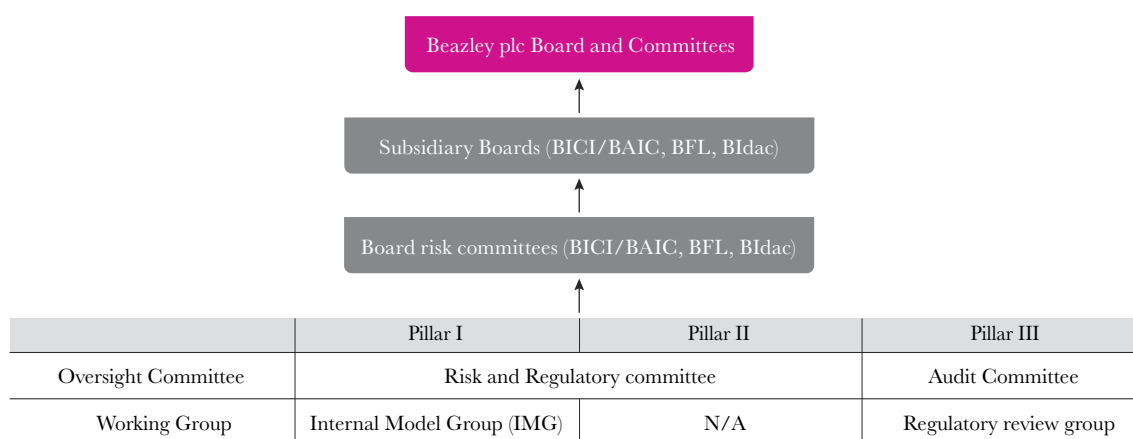 Beazley plc Board and Committees
Subsidiary Boards (BICI/BAIC, BFL, BIdac)
Board risk committees (BICI/BAIC, BFL, BIdac)
Pillar I Pillar II Pillar III
Oversight Committee Risk and Regulatory committee Audit Committee
Working Group Internal Model Group (IMG) N/A Regulatory review group